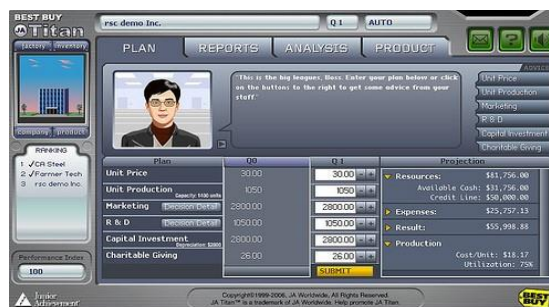 BEST BUY
JA Titan
rsc demo Inc.
Q 1
AUTO
factory
inventory
company
product
PLAN
REPORTS
ANALYSIS
PRODUCT
"This is the big leagues, Boss. Enter your plan below or click
on the buttons to the right to get some advice from your
staff."
ADVICE
Unit Price
Unit Production
Marketing
R & D
Capital Investment
Charitable Giving
RANKING
1 ✓CA Steel
2 ✓Farmer Tech
3 rsc demo Inc.
Performance Index
100
Plan Q0 Q 1 Projection
Unit Price 30.00 30.00
Unit Production 1050 1050
Marketing Decision Detail 2800.00 2800.00
R & D Decision Detail 1050.00 1050.00
Capital Investment 2800.00 2800.00
Charitable Giving 26.00 26.00
SUBMIT
Resources: $81,756.00
Available Cash: $31,756.00
Credit Line: $50,000.00
Expenses: $25,757.13
Result: $55,998.88
Production
Cost/Unit: $18.17
Utilization: 75%
Junior
Achievement
Copyright©1999-2006, JA Worldwide, All Rights Reserved.
JA Titan™ is a trademark of JA Worldwide. Help promote JA Titan.
BEST
BUY